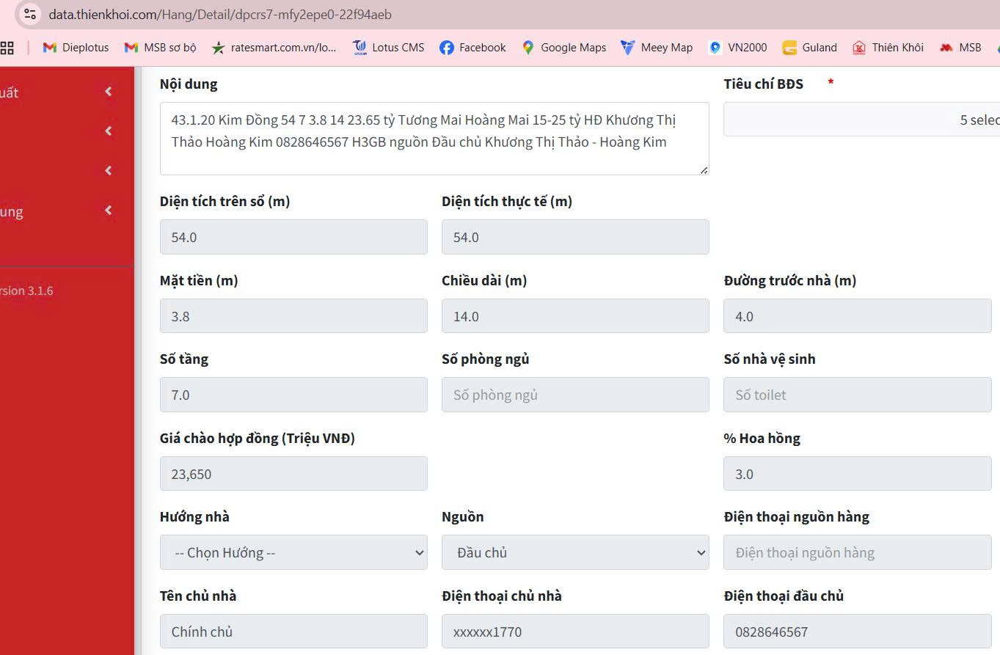 data.thienkhoi.com/Hang/Detail/dpcrs7-mfy2epe0-22f94aeb
Dieplotus MSB sơ bộ ratesmart.com.vn/lo... Lotus CMS Facebook Google Maps Meey Map VN2000 Guland Thiên Khôi MSB
uất
ung
rsion 3.1.6
Nội dung Tiêu chí BĐS *
43.1.20 Kim Đồng 54 7 3.8 14 23.65 tỷ Tương Mai Hoàng Mai 15-25 tỷ HĐ Khương Thị
Thảo Hoàng Kim 0828646567 H3GB nguồn Đầu chủ Khương Thị Thảo - Hoàng Kim
5 selec
Diện tích trên sổ (m) Diện tích thực tế (m)
54.0 54.0
Mặt tiền (m) Chiều dài (m) Đường trước nhà (m)
3.8 14.0 4.0
Số tầng Số phòng ngủ Số nhà vệ sinh
7.0 Số phòng ngủ Số toilet
Giá chào hợp đồng (Triệu VNĐ) % Hoa hồng
23,650 3.0
Hướng nhà Nguồn Điện thoại nguồn hàng
-- Chọn Hướng -- Đầu chủ Điện thoại nguồn hàng
Tên chủ nhà Điện thoại chủ nhà Điện thoại đầu chủ
Chính chủ xxxxxx1770 0828646567